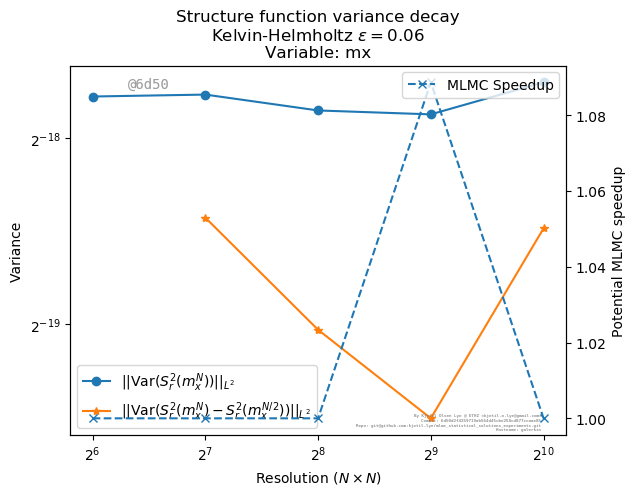 Structure function variance decay
Kelvin-Helmholtz ε = 0.06
Variable: mx
@6d50
MLMC Speedup
2^{-18}
2^{-19}
1.08
1.06
1.04
1.02
1.00
Variance
Potential MLMC speedup
||Var(S_r^2(m_x^N))||_{L^2}
||Var(S_r^2(m_x^N) − S_r^2(m_x^{N/2}))||_{L^2}
2^6 2^7 2^8 2^9 2^{10}
Resolution (N × N)